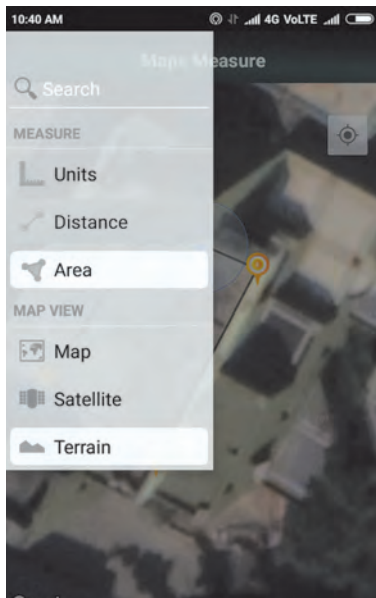 10:40 AM 4G VoLTE
Maps Measure
Search
MEASURE
Units
Distance
Area
MAP VIEW
Map
Satellite
Terrain